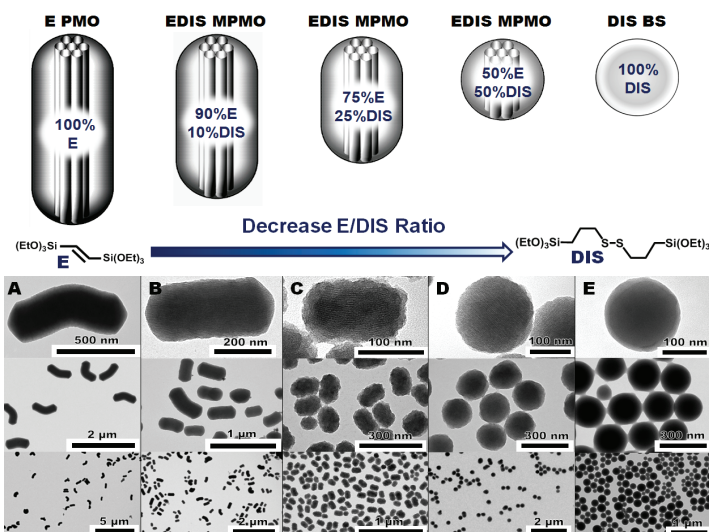 E PMO
EDIS MPMO
EDIS MPMO
EDIS MPMO
DIS BS
100%
E
90%E
10%DIS
75%E
25%DIS
50%E
50%DIS
100%
DIS
Decrease E/DIS Ratio
(EtO)₃Si
Si(OEt)₃
E
(EtO)₃Si
S-S
Si(OEt)₃
DIS
A
B
C
D
E
500 nm
200 nm
100 nm
100 nm
100 nm
2 µm
1 µm
300 nm
300 nm
300 nm
5 µm
2 µm
1 µm
2 µm